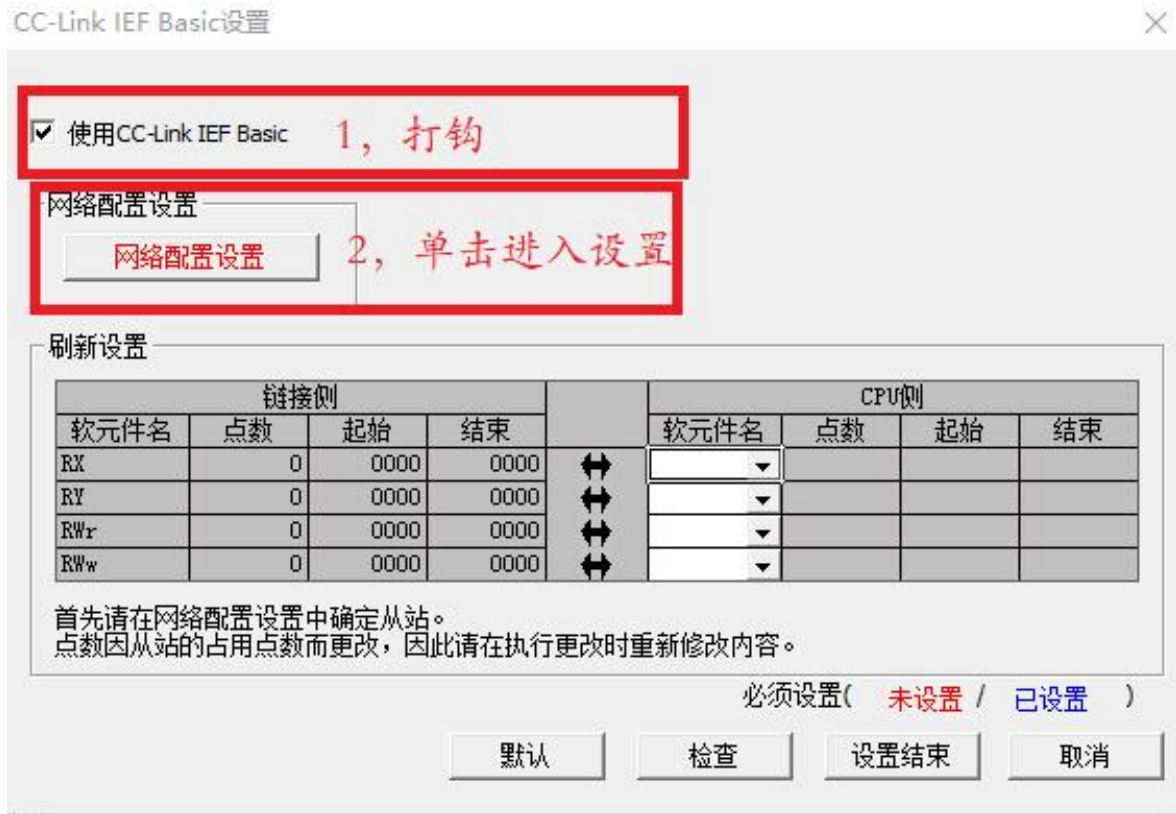 CC-Link IEF Basic设置
使用CC-Link IEF Basic 1，打钩
网络配置设置
网络配置设置 2，单击进入设置
刷新设置
链接侧 CPU侧
软元件名 点数 起始 结束 软元件名 点数 起始 结束
RX 0 0000 0000
RY 0 0000 0000
RWr 0 0000 0000
RWw 0 0000 0000
首先请在网络配置设置中确定从站。
点数因从站的占用点数而更改，因此请在执行更改时重新修改内容。
必须设置( 未设置 / 已设置 )
默认 检查 设置结束 取消